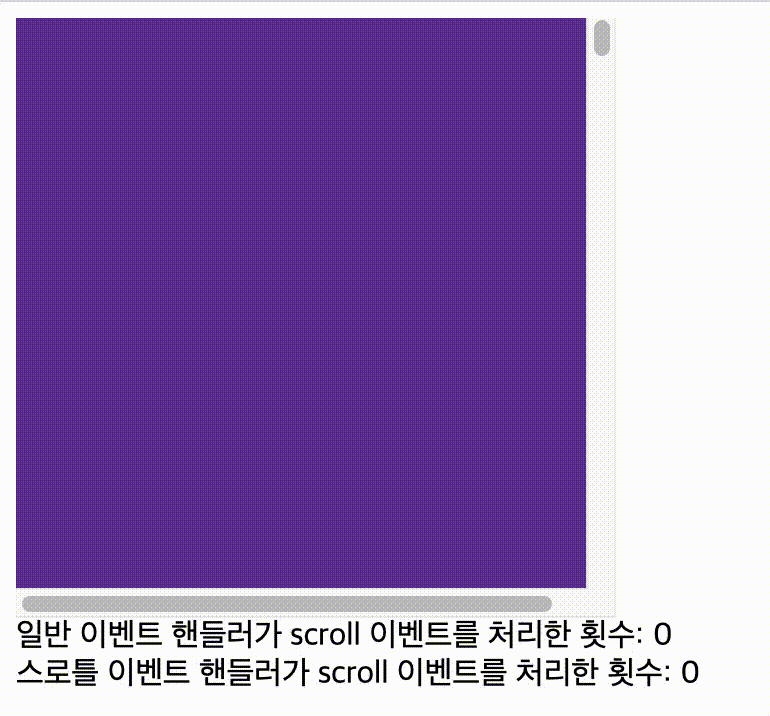 일반 이벤트 핸들러가 scroll 이벤트를 처리한 횟수: 0
스로틀 이벤트 핸들러가 scroll 이벤트를 처리한 횟수: 0